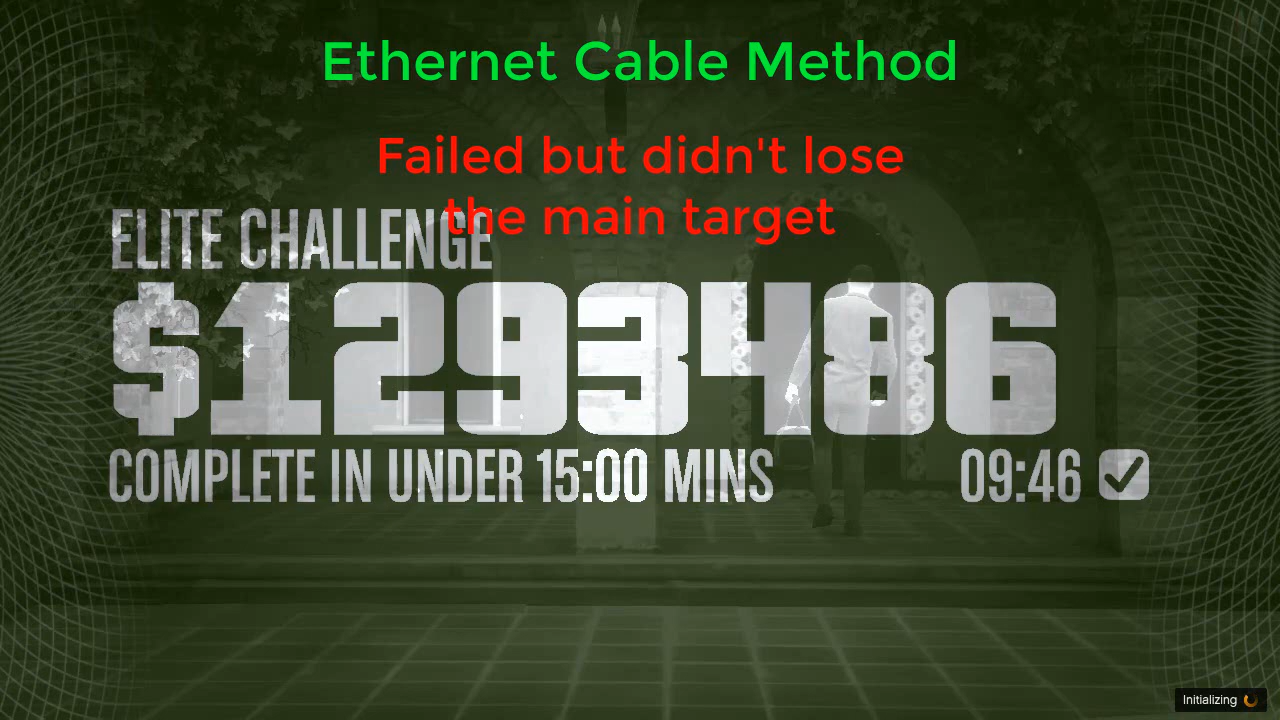 Ethernet Cable Method
Failed but didn't lose
the main target
ELITE CHALLENGE
$1293486
COMPLETE IN UNDER 15:00 MINS 09:46
Initializing